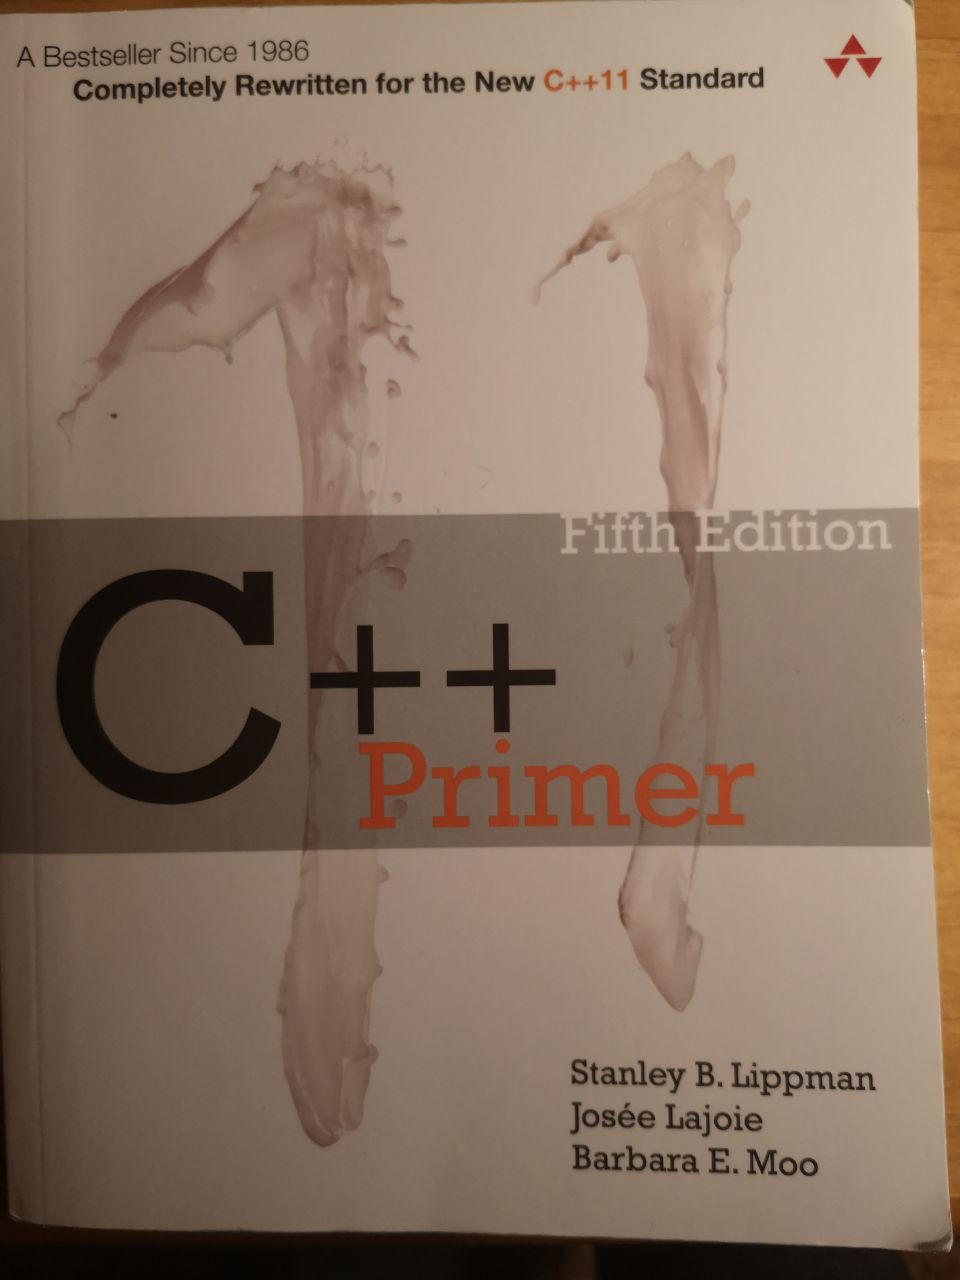 A Bestseller Since 1986
Completely Rewritten for the New C++11 Standard
Fifth Edition
C++
Primer
Stanley B. Lippman
Josée Lajoie
Barbara E. Moo